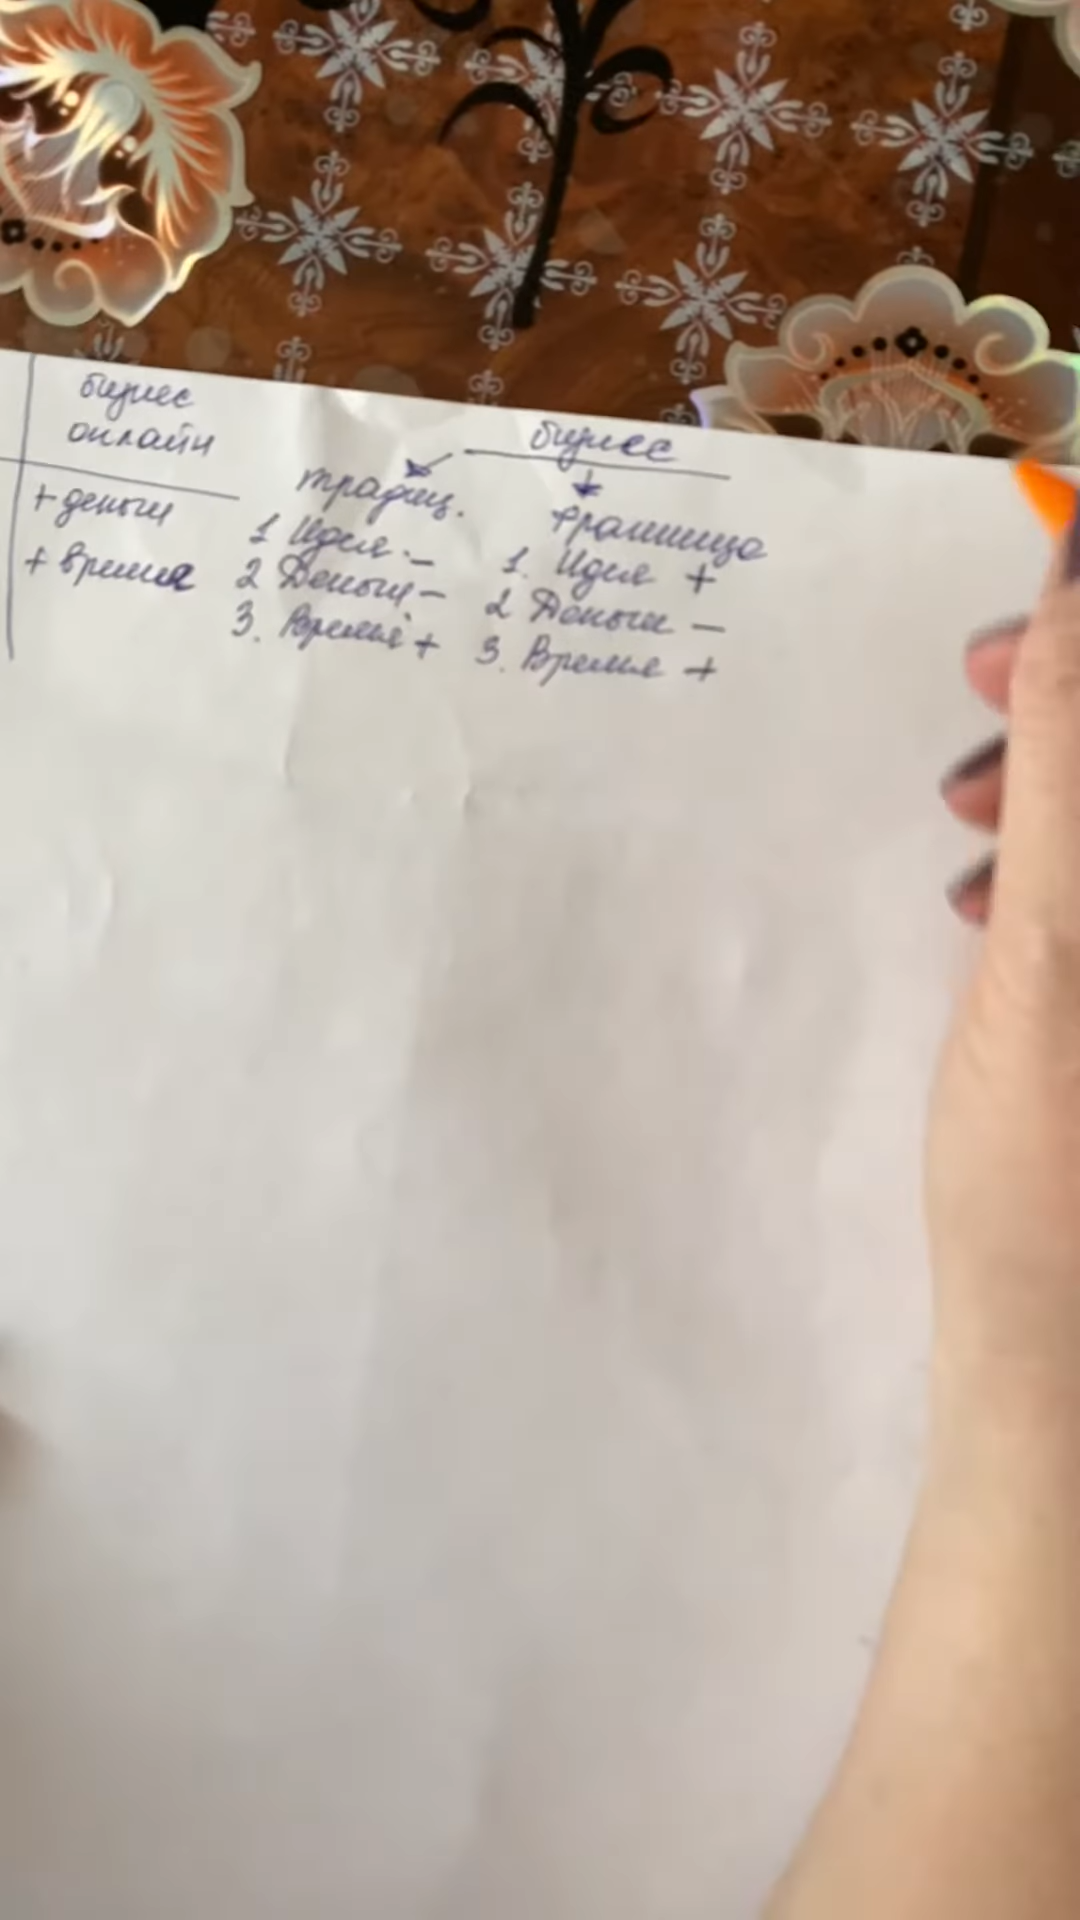 бизнес
онлайн
+ деньги
+ время
бизнес
традиц.
1 Идея -
2 Деньги -
3. Время +
франшиза
1. Идея +
2 Деньги -
3. Время +